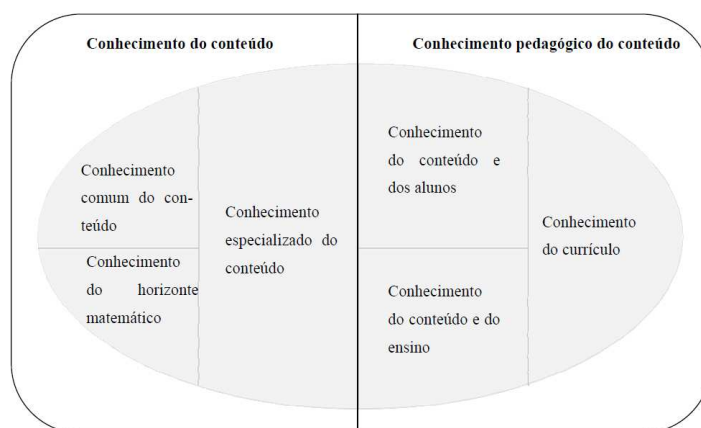 Conhecimento do conteúdo
Conhecimento pedagógico do conteúdo
Conhecimento
comum do con-
teúdo
Conhecimento
do horizonte
matemático
Conhecimento
especializado do
conteúdo
Conhecimento
do conteúdo e
dos alunos
Conhecimento
do conteúdo e do
ensino
Conhecimento
do currículo